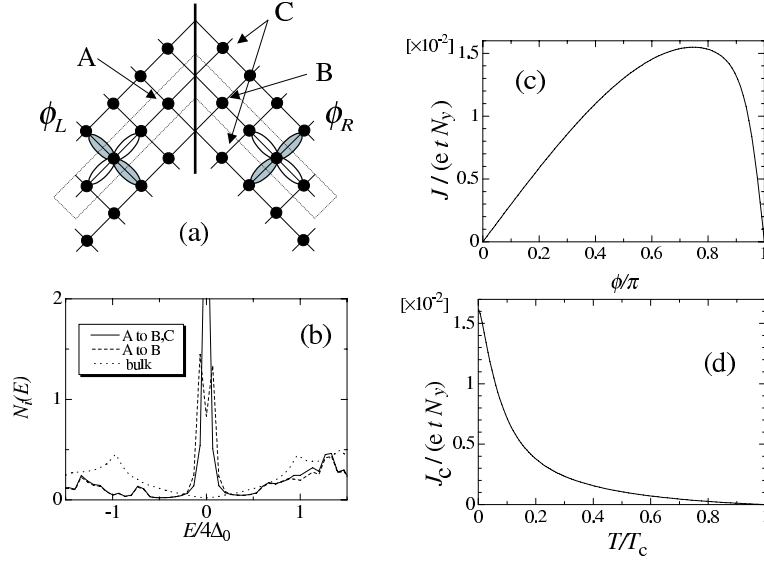 C
A
B
ϕL
ϕR
(a)
[×10⁻²]
1.5
1
0.5
0
J / (e t Ny)
(c)
0 0.2 0.4 0.6 0.8 1
ϕ/π
2
1
0
Ni(E)
A to B,C
A to B
bulk
(b)
-1 0 1
E/4Δ0
[×10⁻²]
1.5
1
0.5
0
Jc / (e t Ny)
(d)
0 0.2 0.4 0.6 0.8 1
T/Tc